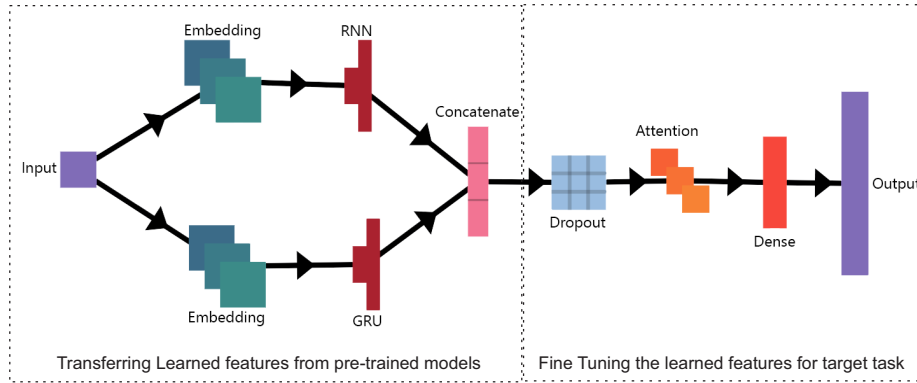 Embedding
RNN
Concatenate
Input
Embedding
GRU
Attention
Dropout
Dense
Output
Transferring Learned features from pre-trained models
Fine Tuning the learned features for target task